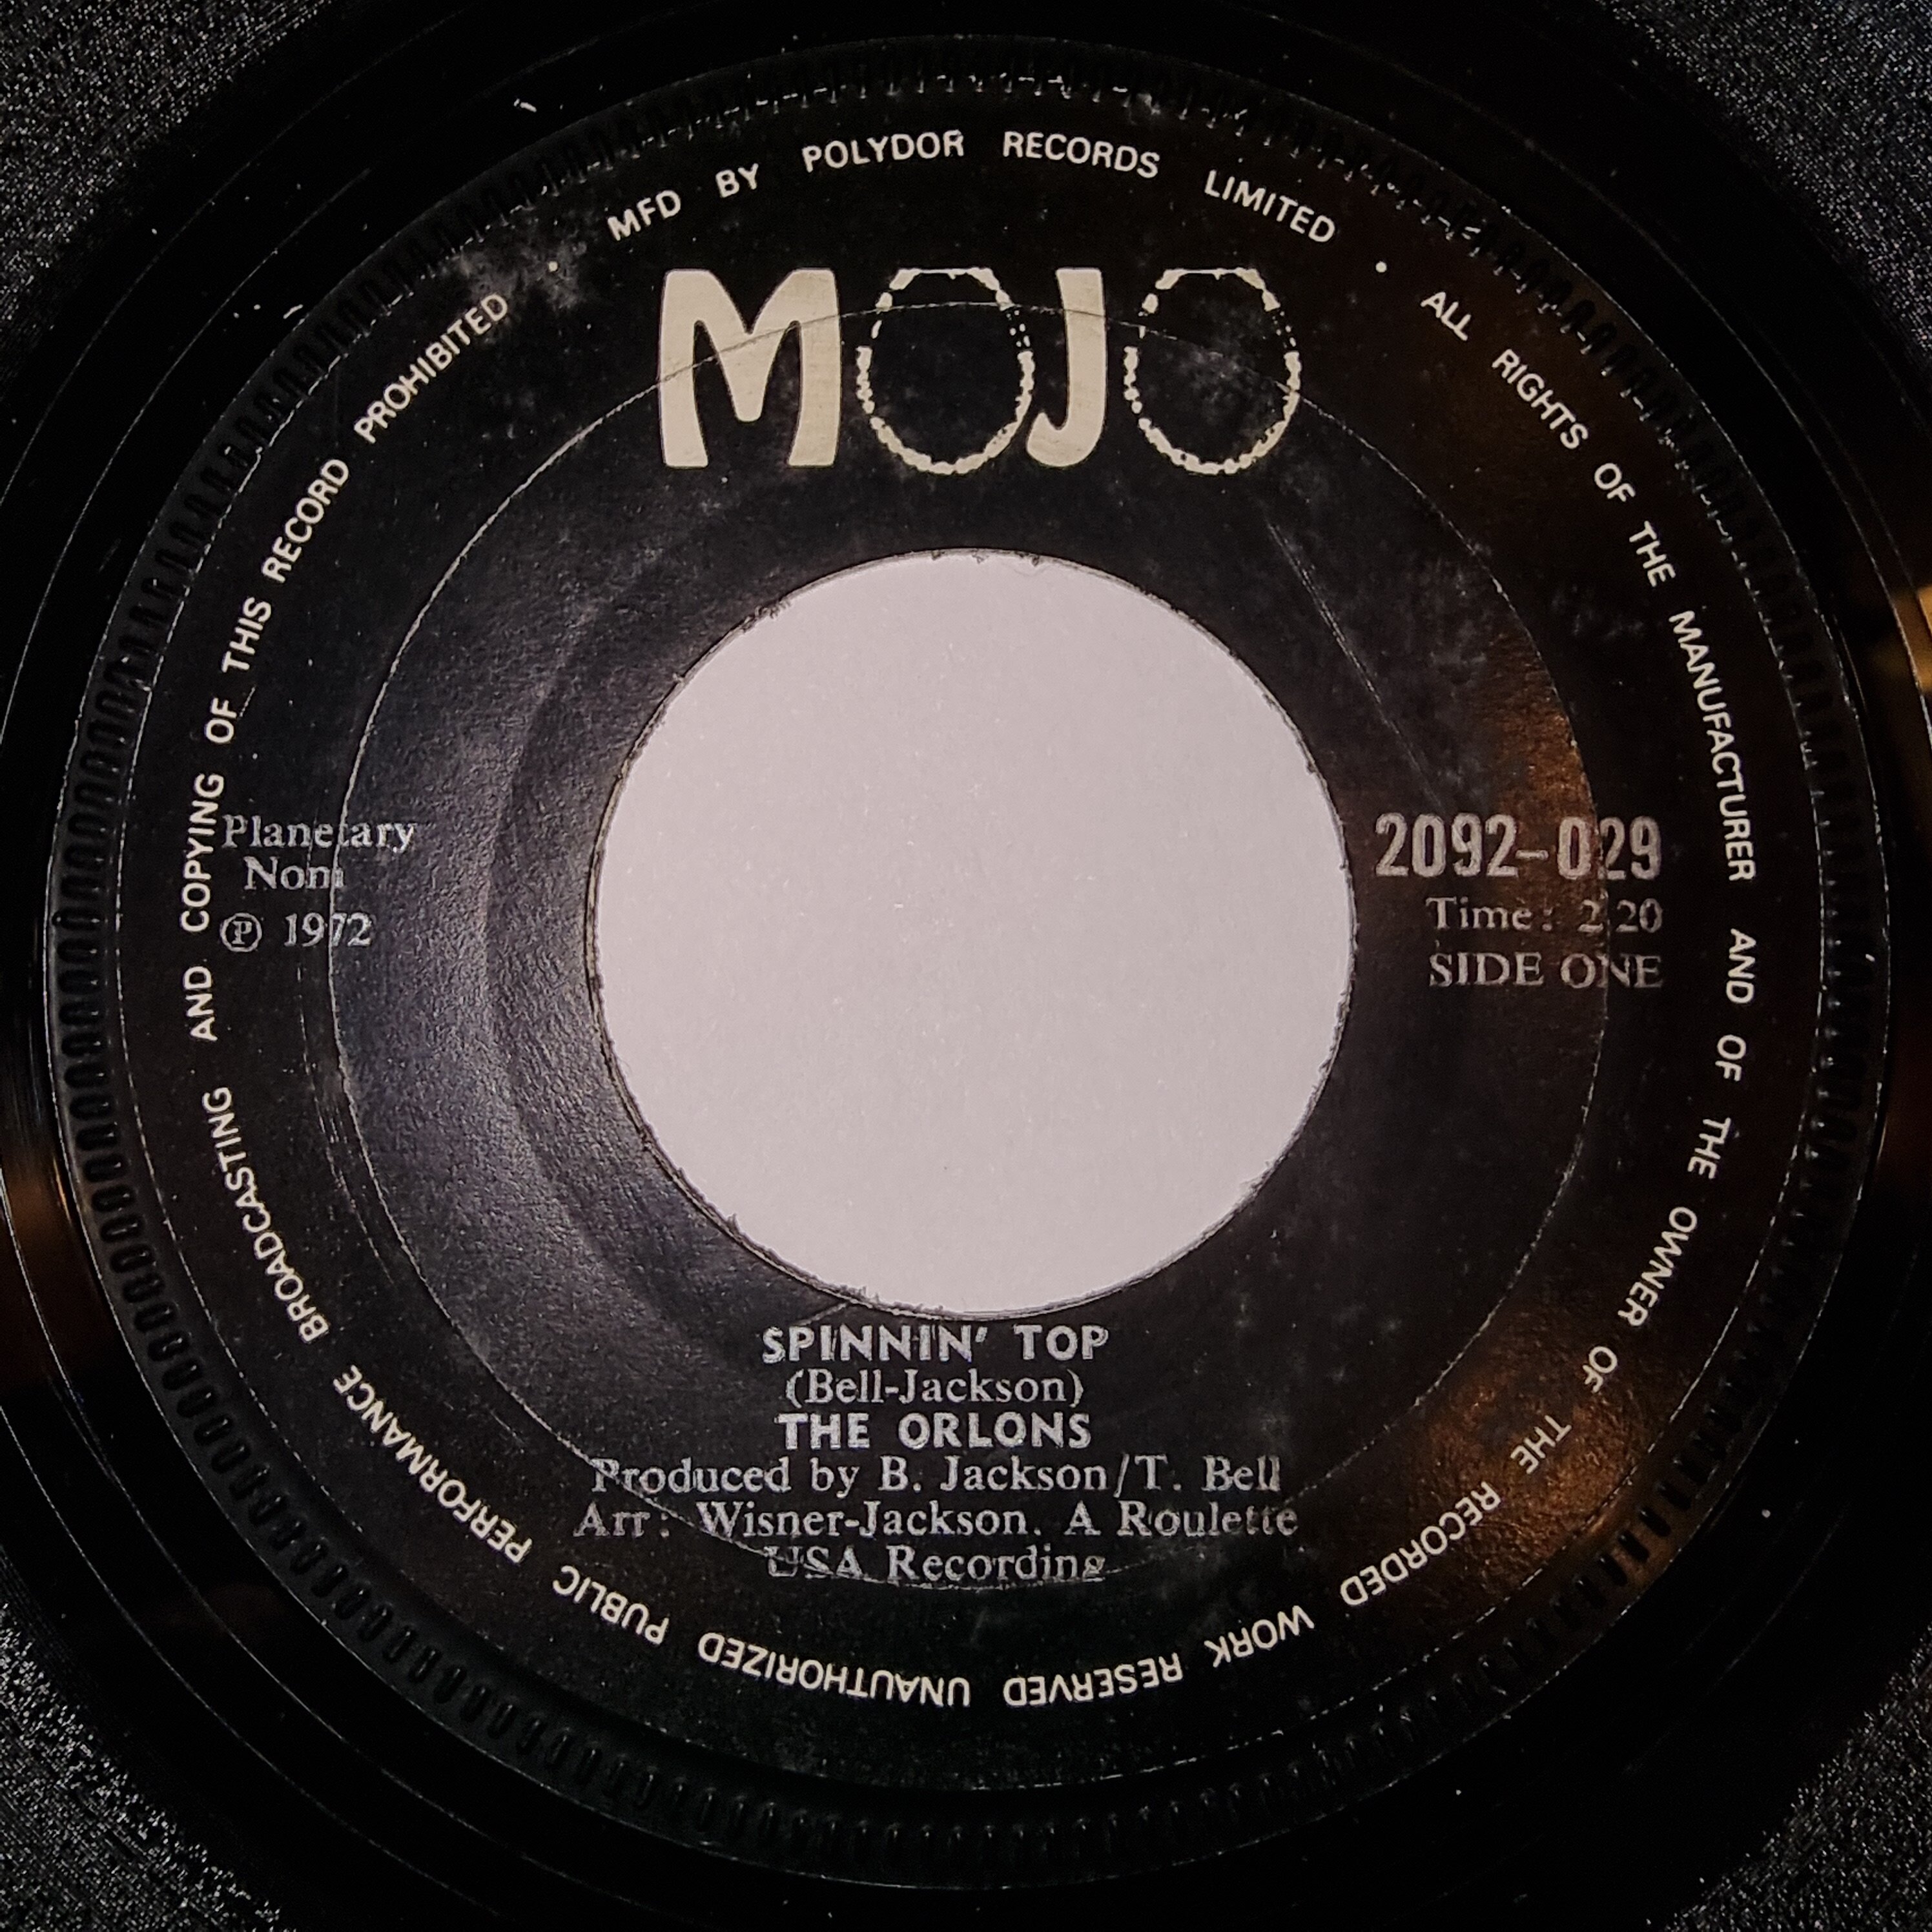 MFD BY POLYDOR RECORDS LIMITED · ALL RIGHTS OF THE MANUFACTURER AND OF THE OWNER OF THE RECORDED WORK RESERVED UNAUTHORIZED PUBLIC PERFORMANCE BROADCASTING AND COPYING OF THIS RECORD PROHIBITED ·
MOJO
Planetary
Nom
℗ 1972
2092-029
Time: 2.20
SIDE ONE
SPINNIN' TOP
(Bell-Jackson)
THE ORLONS
Produced by B. Jackson/T. Bell
Arr: Wisner-Jackson. A Roulette
USA Recording